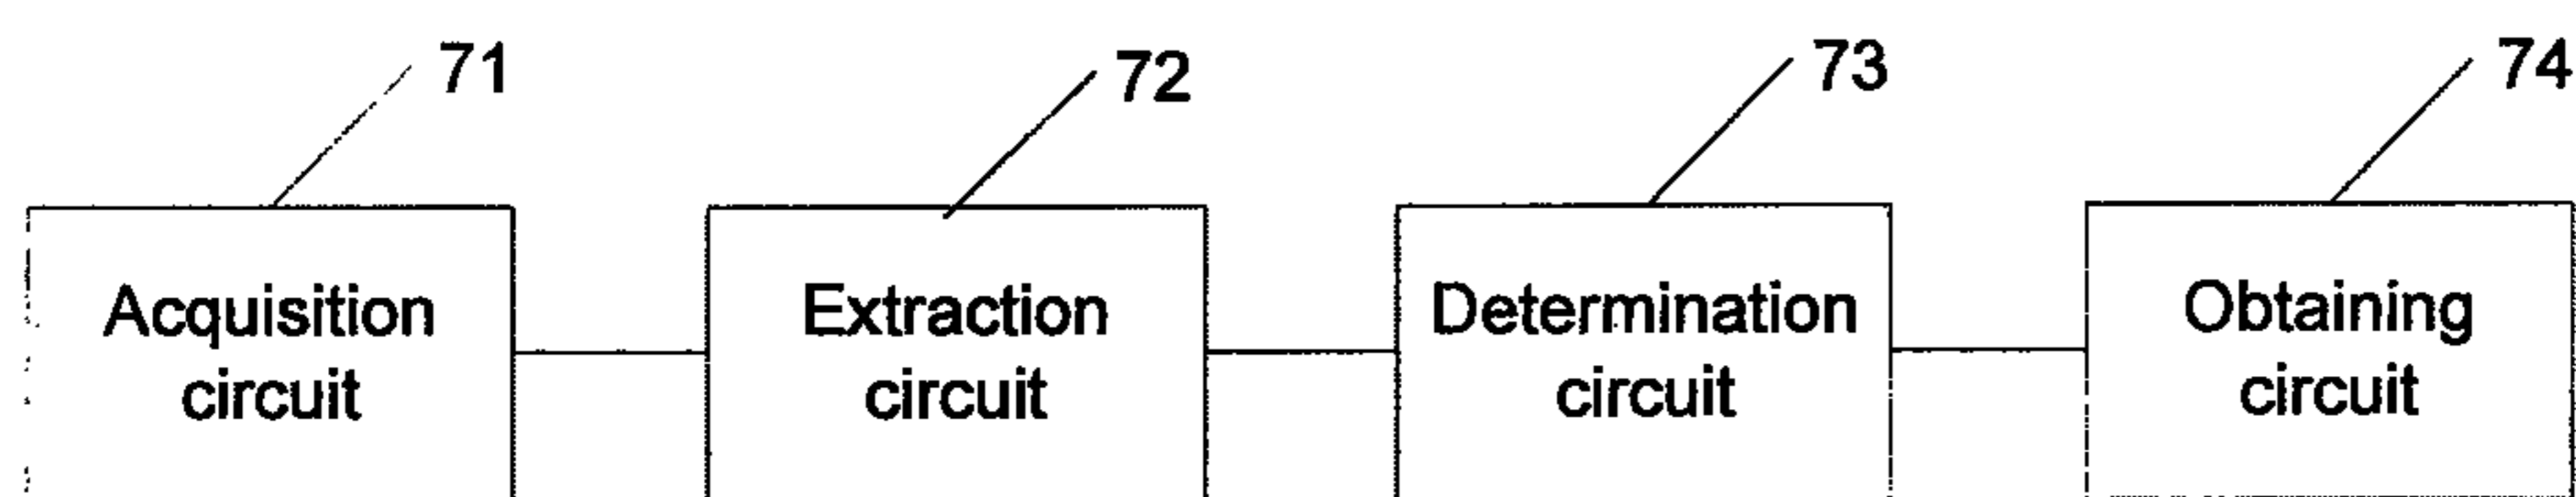 71 72 73 74
Acquisition Extraction Determination Obtaining
circuit circuit circuit circuit